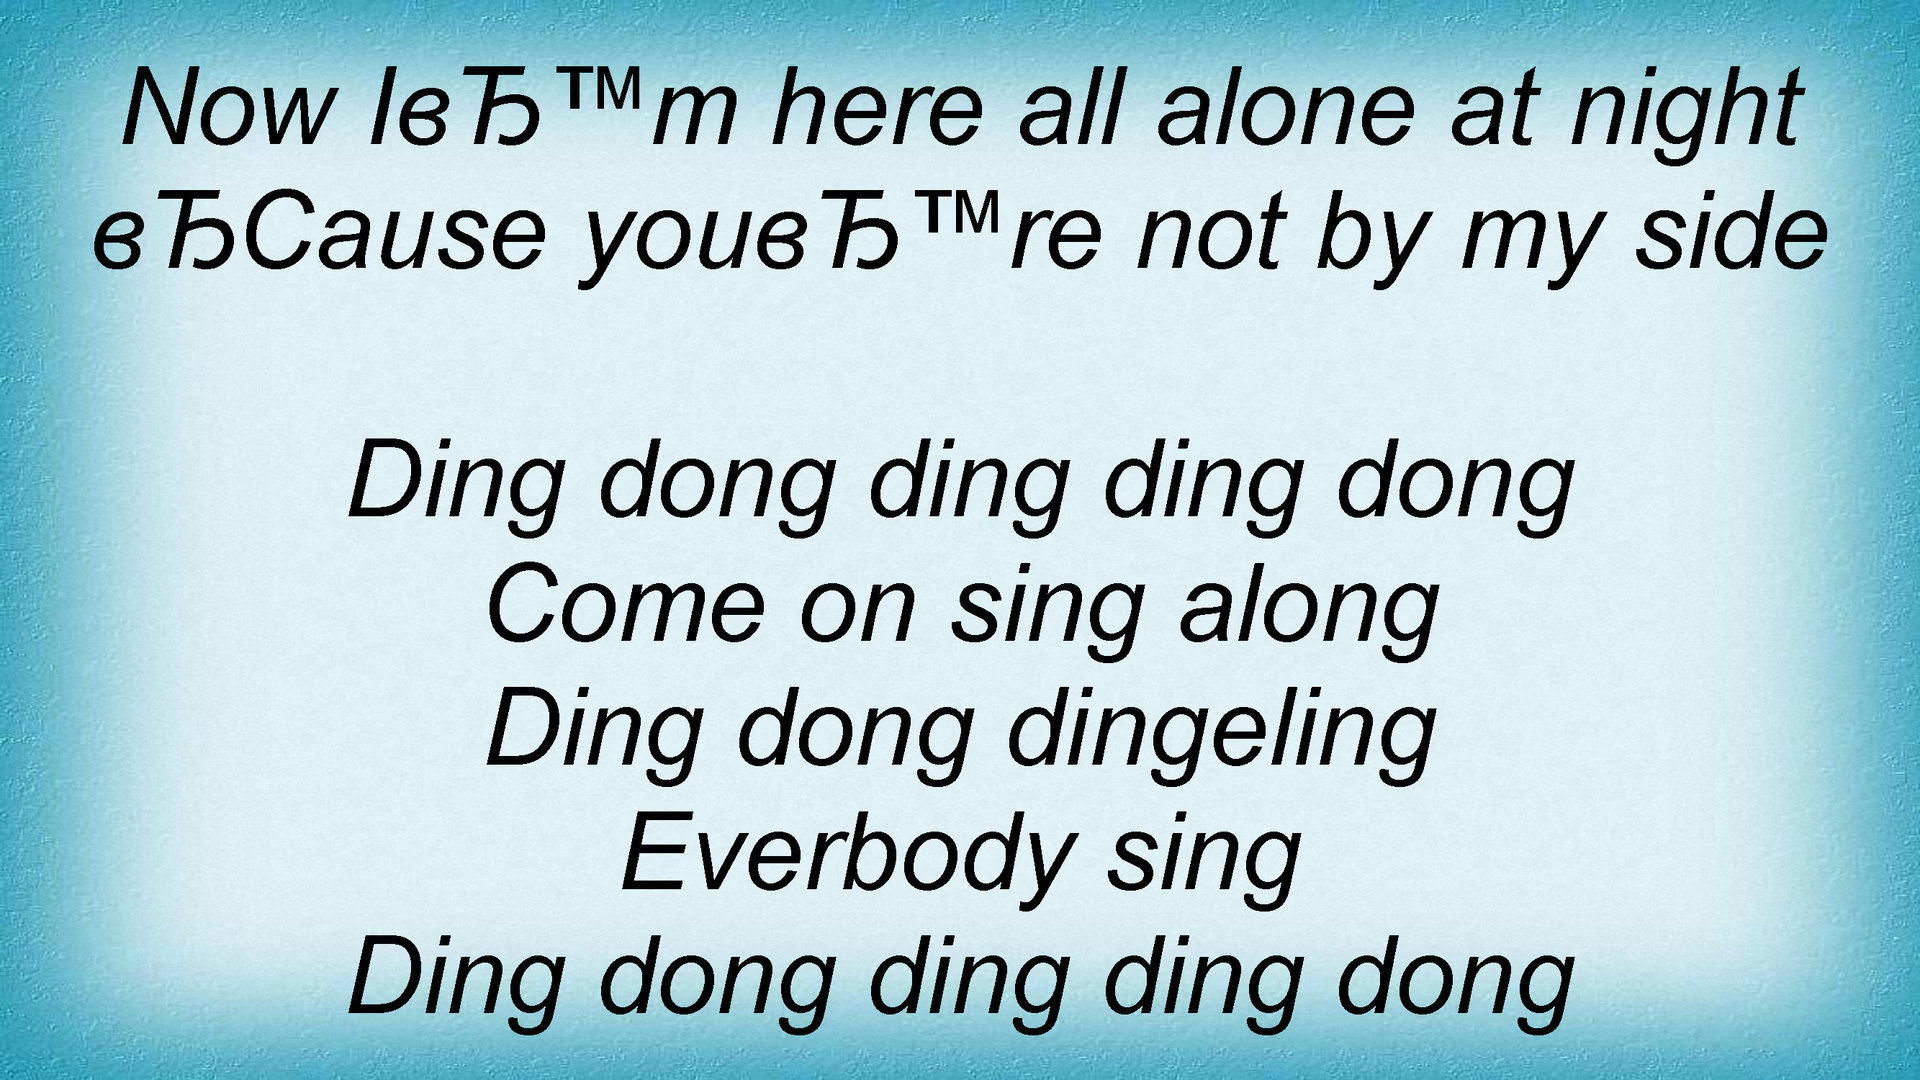 Now IвЂ™m here all alone at night
вЂCause youвЂ™re not by my side
Ding dong ding ding dong
Come on sing along
Ding dong dingeling
Everbody sing
Ding dong ding ding dong